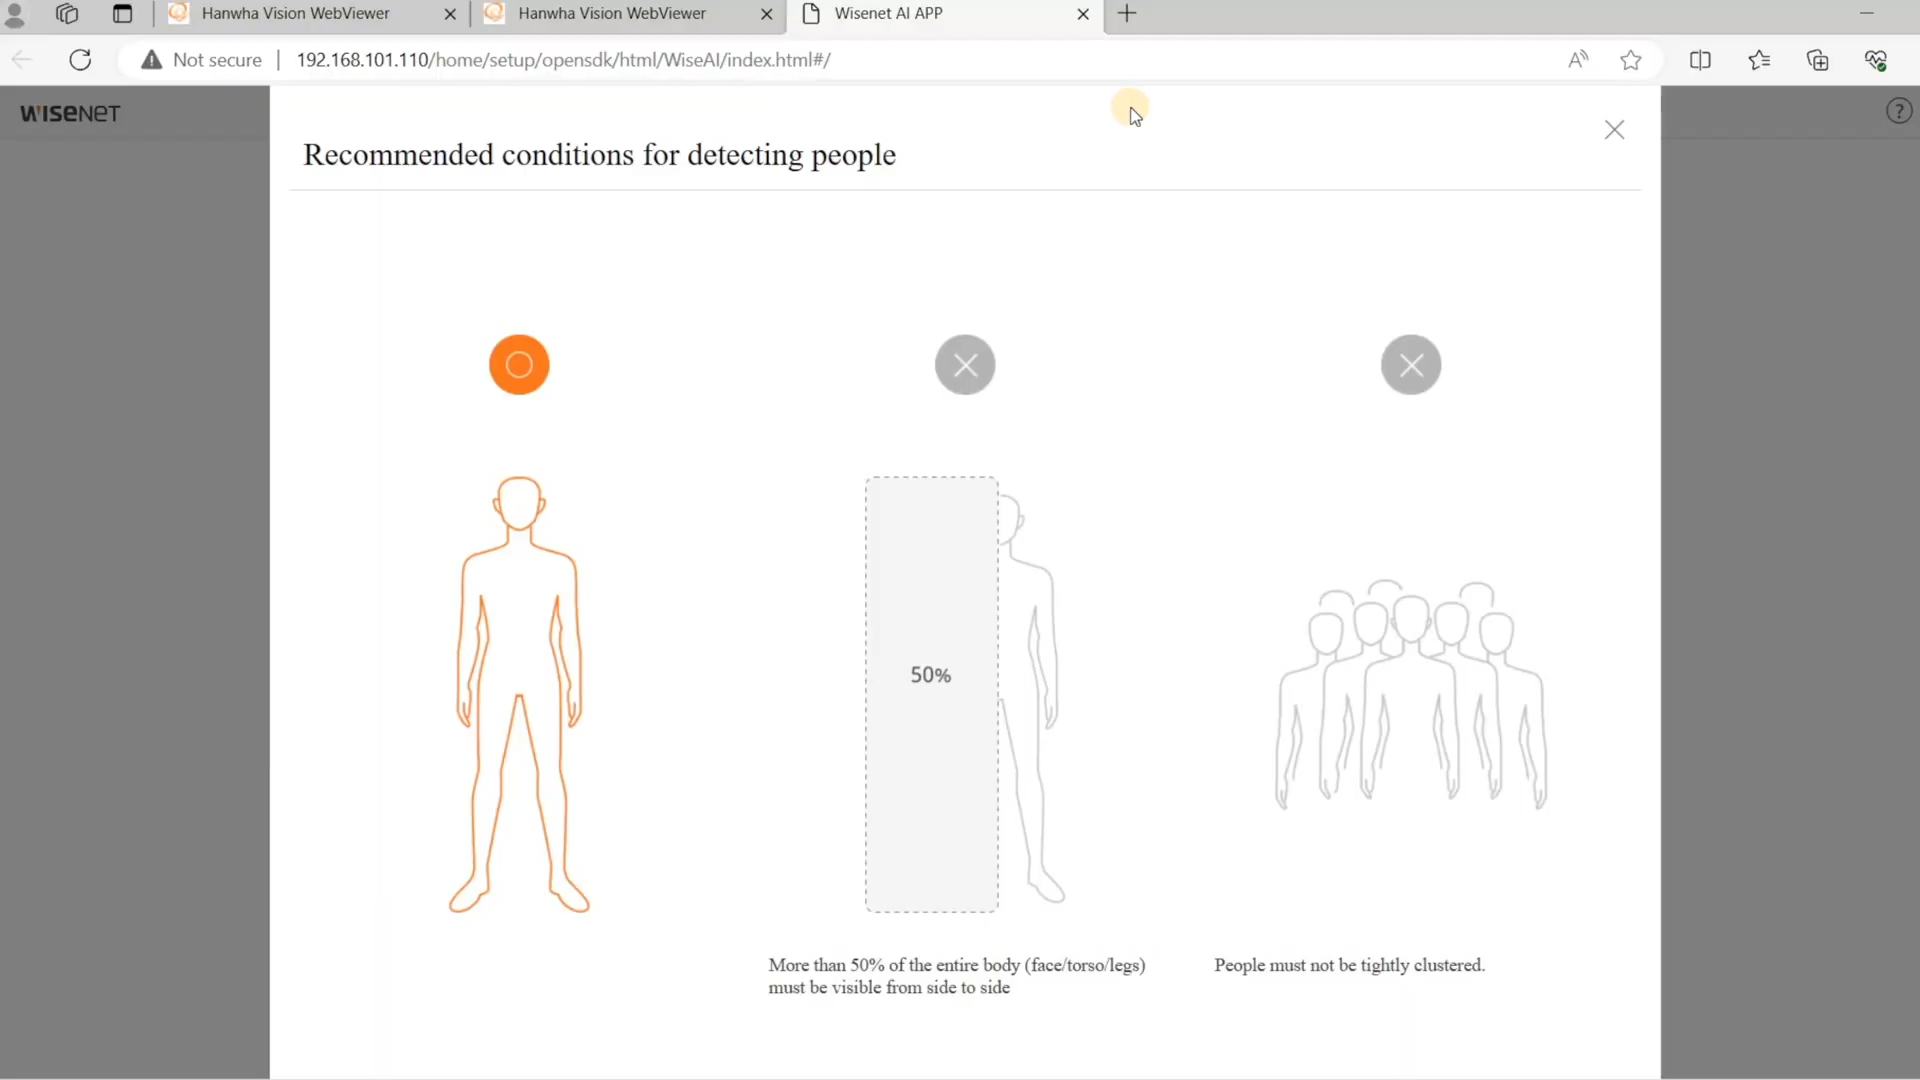 Hanwha Vision WebViewer
Hanwha Vision WebViewer
Wisenet AI APP
Not secure
192.168.101.110/home/setup/opensdk/html/WiseAI/index.html#/
WISENET
Recommended conditions for detecting people
50%
More than 50% of the entire body (face/torso/legs)
must be visible from side to side
People must not be tightly clustered.